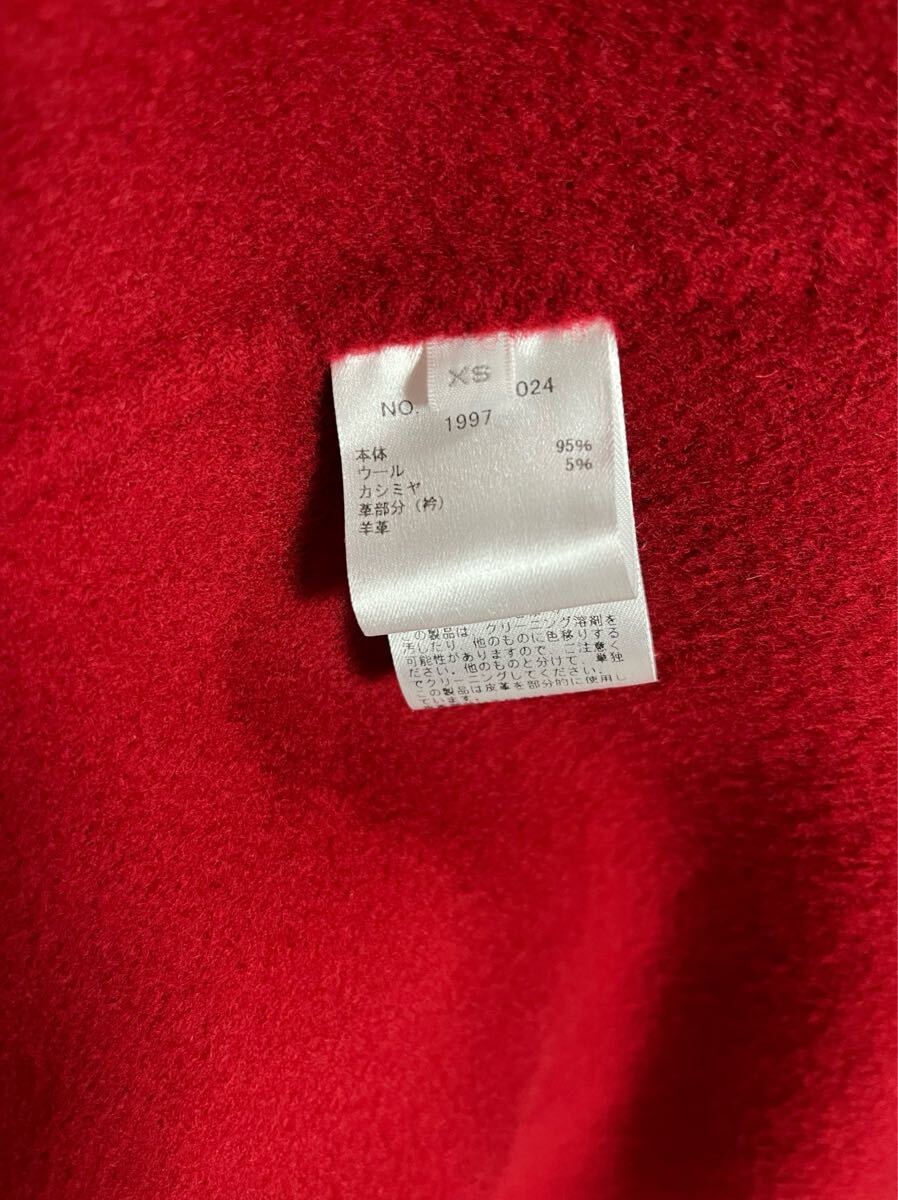 XS
NO. 024
1997
本体 95%
ウール 5%
カシミヤ
革部分（衿）
羊革
この製品は、クリーニング溶剤を
汚したり、他のものに色移りする
可能性がありますので、ご注意く
ださい。他のものと分けて、単独
でクリーニングしてください。
この製品は皮革を部分的に使用し
ています。